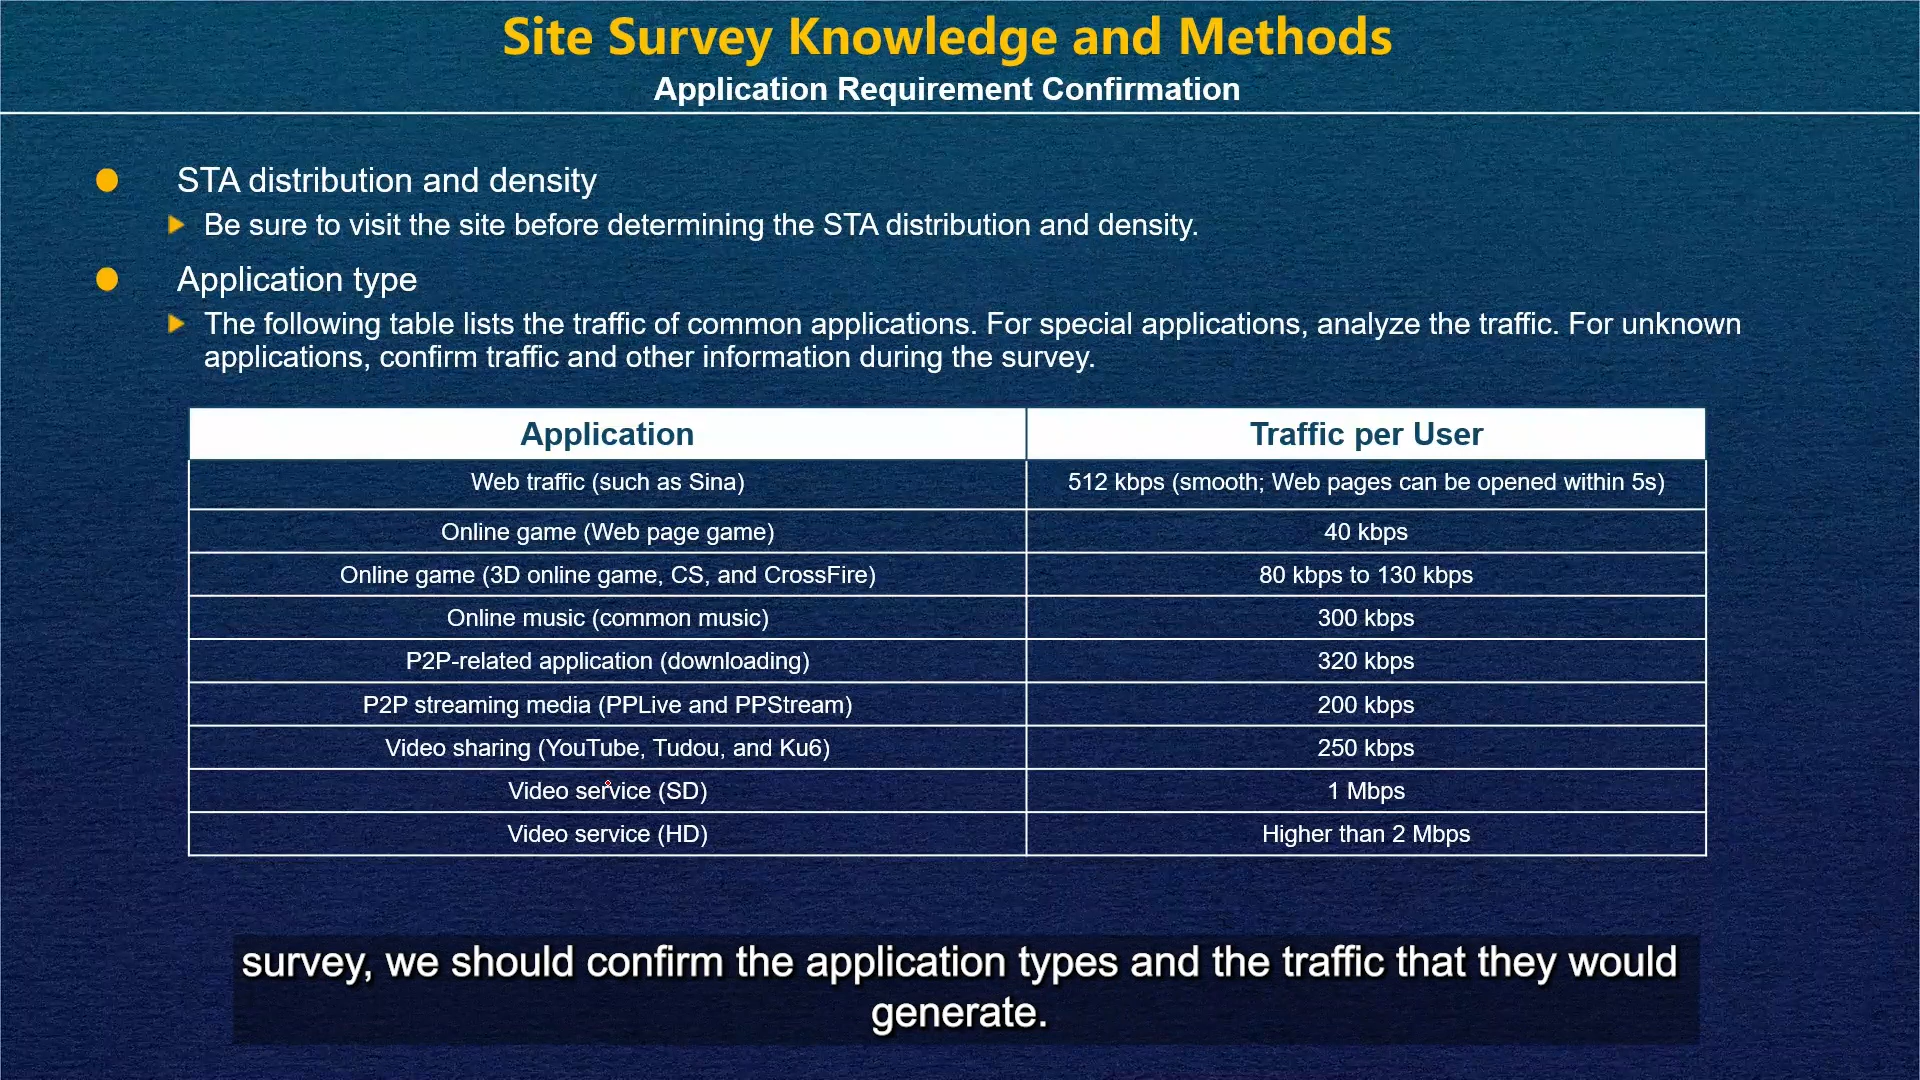 Site Survey Knowledge and Methods
Application Requirement Confirmation
STA distribution and density
Be sure to visit the site before determining the STA distribution and density.
Application type
The following table lists the traffic of common applications. For special applications, analyze the traffic. For unknown
applications, confirm traffic and other information during the survey.
Application Traffic per User
Web traffic (such as Sina) 512 kbps (smooth; Web pages can be opened within 5s)
Online game (Web page game) 40 kbps
Online game (3D online game, CS, and CrossFire) 80 kbps to 130 kbps
Online music (common music) 300 kbps
P2P-related application (downloading) 320 kbps
P2P streaming media (PPLive and PPStream) 200 kbps
Video sharing (YouTube, Tudou, and Ku6) 250 kbps
Video service (SD) 1 Mbps
Video service (HD) Higher than 2 Mbps
survey, we should confirm the application types and the traffic that they would
generate.